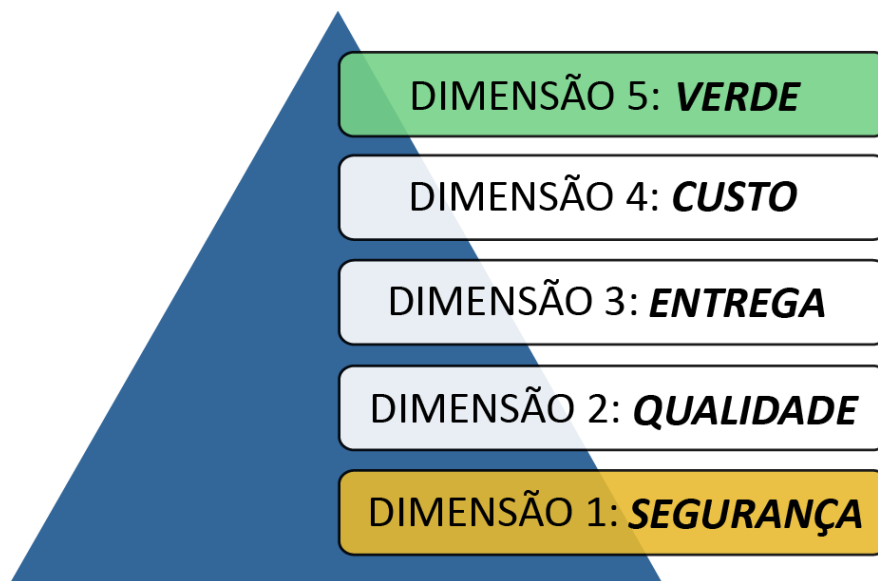 DIMENSÃO 5: VERDE
DIMENSÃO 4: CUSTO
DIMENSÃO 3: ENTREGA
DIMENSÃO 2: QUALIDADE
DIMENSÃO 1: SEGURANÇA